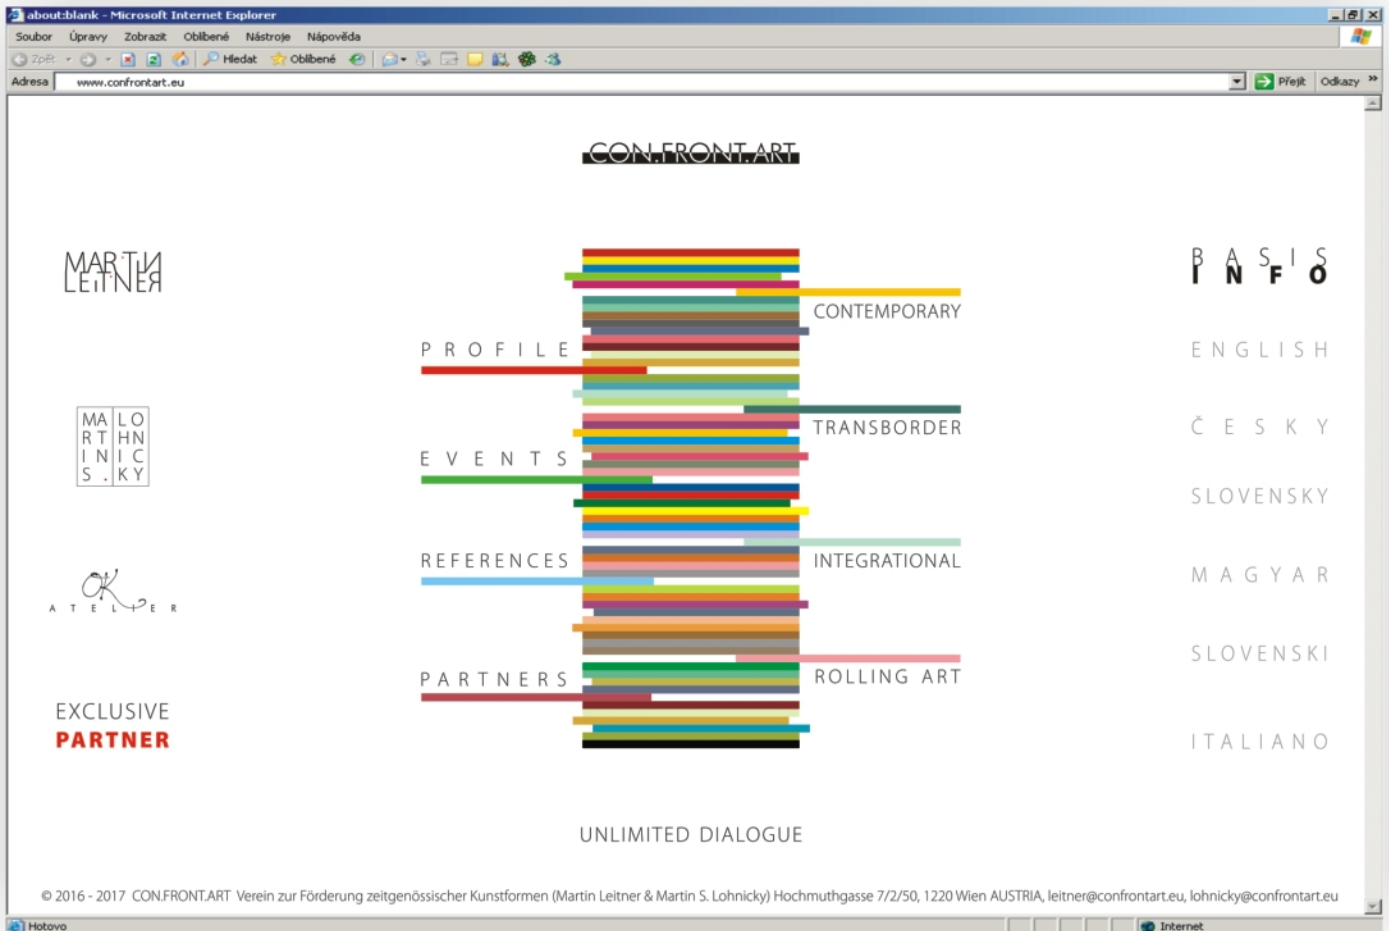 about:blank - Microsoft Internet Explorer
Soubor Úpravy Zobrazit Oblíbené Nástroje Nápověda
Zpět Hledat Oblíbené
Adresa www.confrontart.eu Přejít Odkazy »
CON.FRONT.ART
MARTIN
LEITNER
BASIS
INFO
CONTEMPORARY
PROFILE
ENGLISH
MA LO
RT HN
IN IC
S. KY
TRANSBORDER
ČESKY
EVENTS
SLOVENSKY
REFERENCES
INTEGRATIONAL
MAGYAR
OK
ATELIER
SLOVENSKI
PARTNERS
ROLLING ART
EXCLUSIVE
PARTNER
ITALIANO
UNLIMITED DIALOGUE
© 2016 - 2017 CON.FRONT.ART Verein zur Förderung zeitgenössischer Kunstformen (Martin Leitner & Martin S. Lohnicky) Hochmuthgasse 7/2/50, 1220 Wien AUSTRIA, leitner@confrontart.eu, lohnicky@confrontart.eu
Hotovo Internet